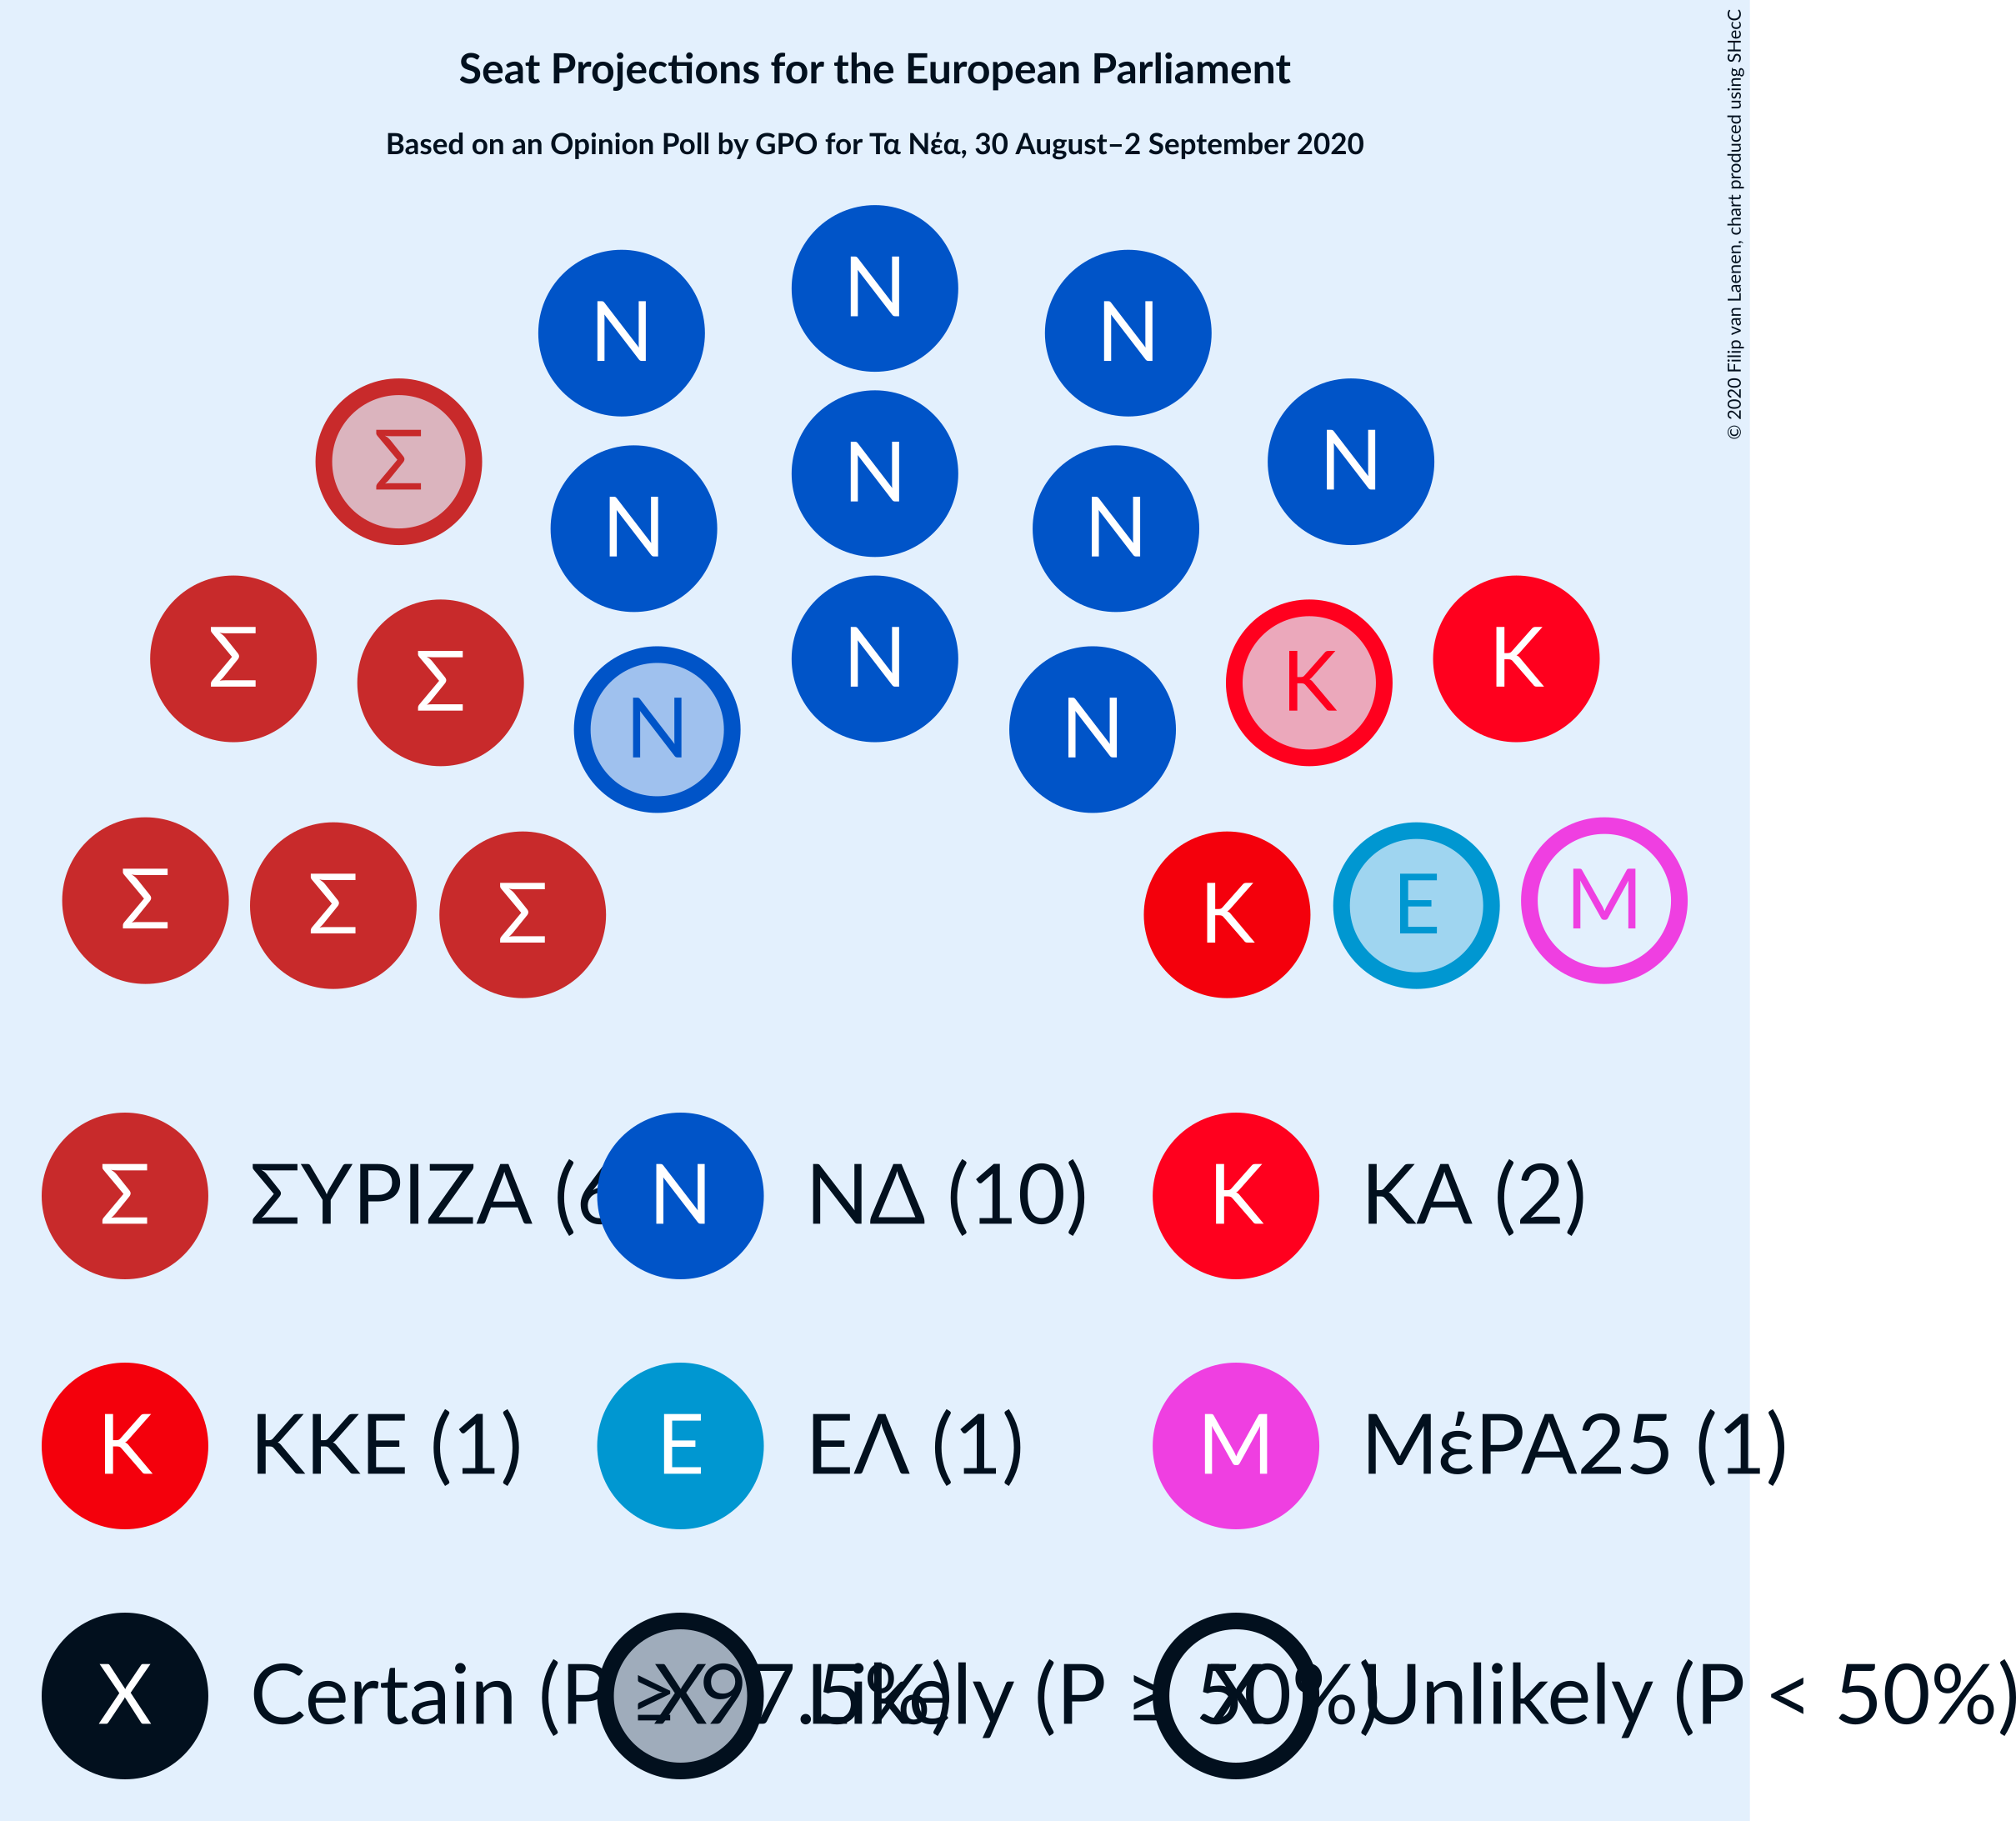 Seat Projections for the European Parliament
Based on an Opinion Poll by GPO for Τα Νέα, 30 August–2 September 2020
© 2020 Filip van Laenen, chart produced using SHecC
N
N N
Σ N N N N
Σ Σ N N N K K
Σ Σ Σ K E M
Σ ΣΥΡΙΖΑ (6 N ΝΔ (10) K ΚΑ (2)
K ΚΚΕ (1) E ΕΛ (1) M ΜέΡΑ25 (1)
X Certain (P ≥ 97.5% X Likely (P ≥ 50%) X Unlikely (P < 50%)